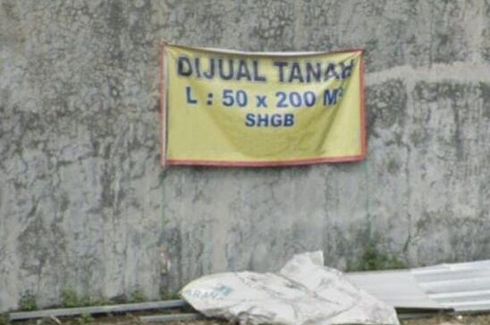 DIJUAL TANAH
L : 50 x 200 M²
SHGB